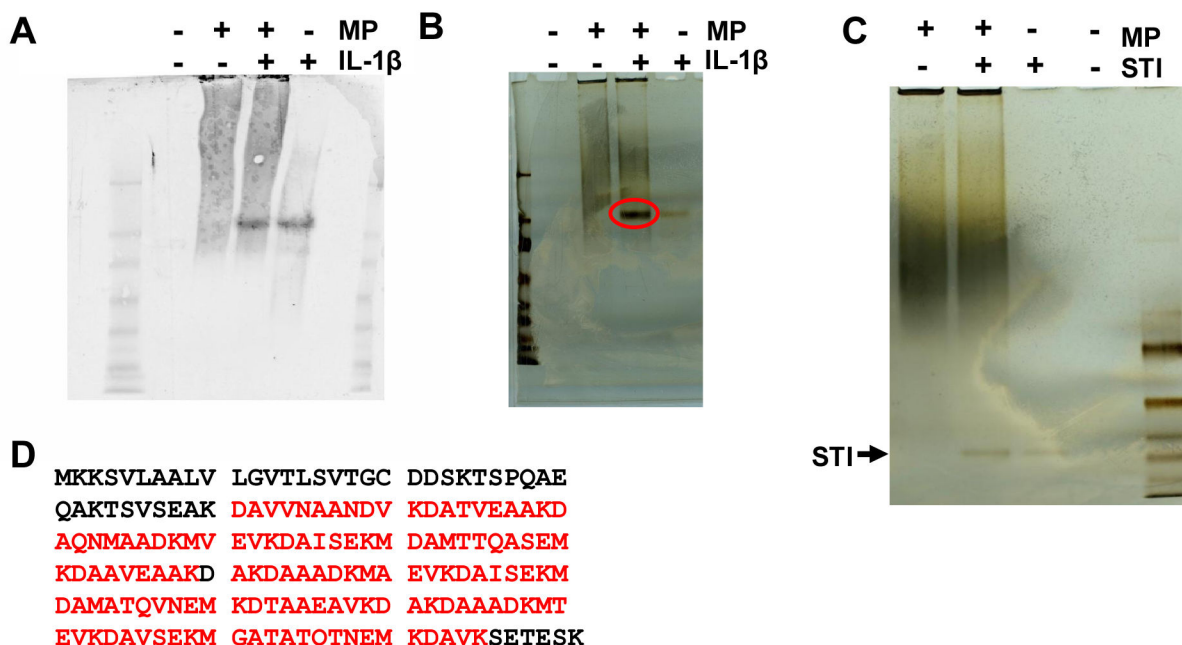 A
- + + - MP
- - + + IL-1β
B
- + + - MP
- - + + IL-1β
C
+ + - - MP
- + + - STI
STI
D
MKKSVLAALV LGVTLSVTGC DDSKTSPQAE
QAKTSVSEAK DAVVNAANDV KDATVEAAKD
AQNMAADKMV EVKDAISEKM DAMTTQASEM
KDAAVEAAKD AKDAAADKMA EVKDAISEKM
DAMATQVNEM KDTAAEAVKD AKDAAADKMT
EVKDAVSEKM GATATOTNEM KDAVKSETESK